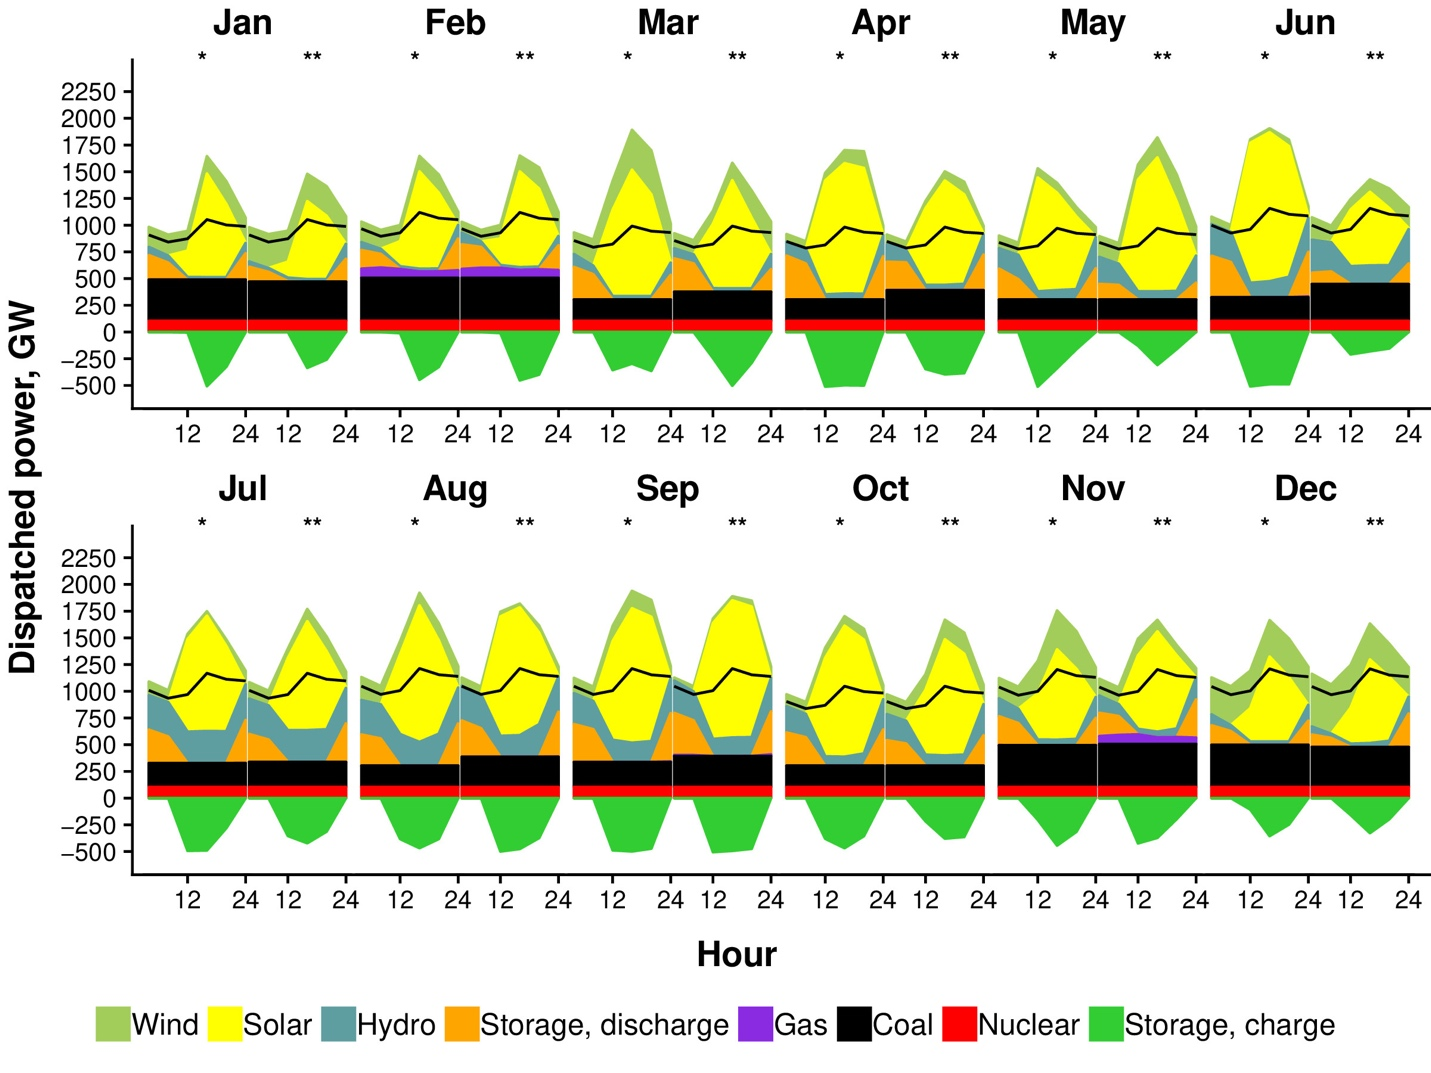 Jan Feb Mar Apr May Jun
* ** * ** * ** * ** * ** * **
2250
2000
1750
1500
1250
1000
750
500
250
0
−250
−500
12 24 12 24 12 24 12 24 12 24 12 24 12 24 12 24 12 24 12 24 12 24 12 24
Dispatched power, GW
Jul Aug Sep Oct Nov Dec
* ** * ** * ** * ** * ** * **
2250
2000
1750
1500
1250
1000
750
500
250
0
−250
−500
12 24 12 24 12 24 12 24 12 24 12 24 12 24 12 24 12 24 12 24 12 24 12 24
Hour
Wind Solar Hydro Storage, discharge Gas Coal Nuclear Storage, charge